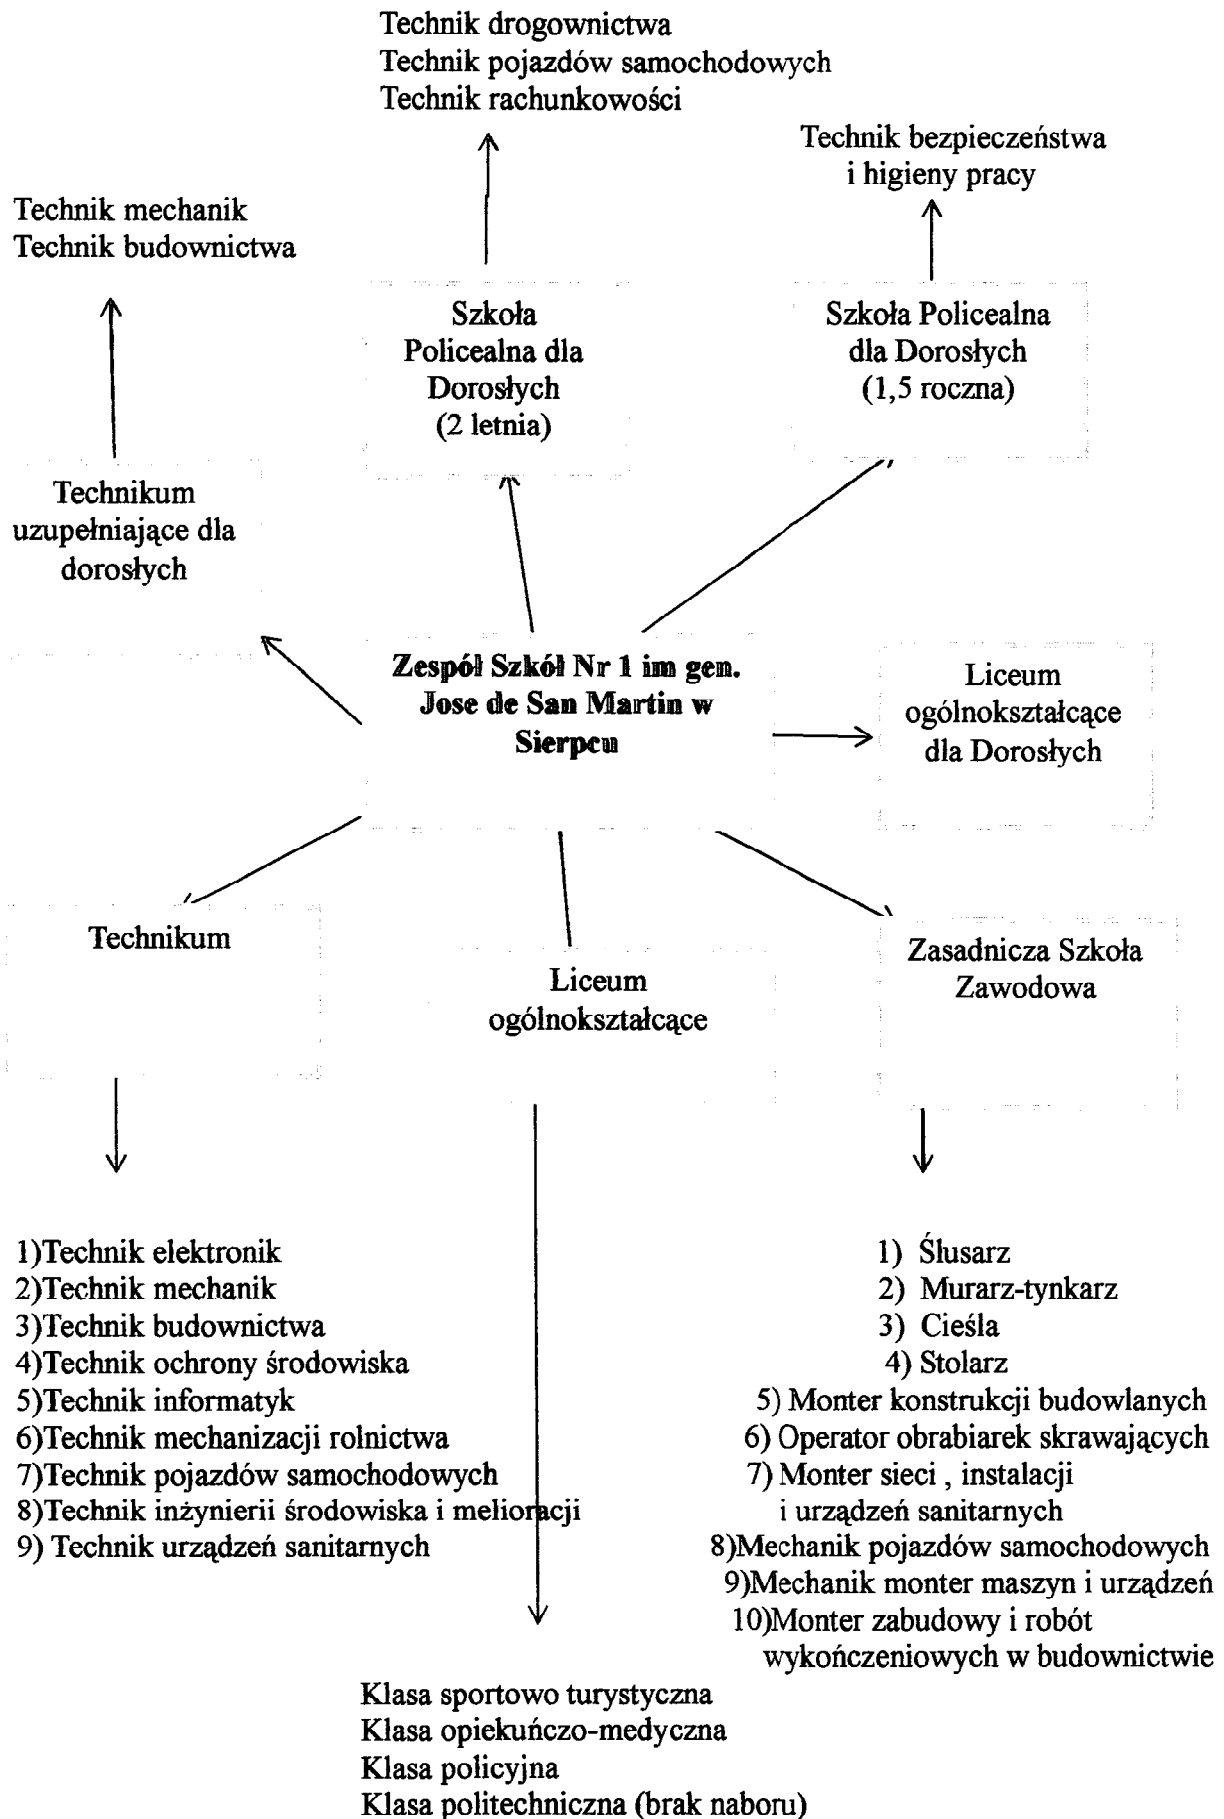 Technik drogownictwa
Technik pojazdów samochodowych
Technik rachunkowości
Technik bezpieczeństwa
i higieny pracy
Technik mechanik
Technik budownictwa
Szkoła
Policealna dla
Dorosłych
(2 letnia)
Szkoła Policealna
dla Dorosłych
(1,5 roczna)
Technikum
uzupełniające dla
dorosłych
Zespół Szkół Nr 1 im gen.
Jose de San Martin w
Sierpcu
Liceum
ogólnokształcące
dla Dorosłych
Technikum
Liceum
ogólnokształcące
Zasadnicza Szkoła
Zawodowa
1)Technik elektronik
2)Technik mechanik
3)Technik budownictwa
4)Technik ochrony środowiska
5)Technik informatyk
6)Technik mechanizacji rolnictwa
7)Technik pojazdów samochodowych
8)Technik inżynierii środowiska i melioracji
9) Technik urządzeń sanitarnych
1) Ślusarz
2) Murarz-tynkarz
3) Cieśla
4) Stolarz
5) Monter konstrukcji budowlanych
6) Operator obrabiarek skrawających
7) Monter sieci , instalacji
i urządzeń sanitarnych
8)Mechanik pojazdów samochodowych
9)Mechanik monter maszyn i urządzeń
10)Monter zabudowy i robót
wykończeniowych w budownictwie
Klasa sportowo turystyczna
Klasa opiekuńczo-medyczna
Klasa policyjna
Klasa politechniczna (brak naboru)